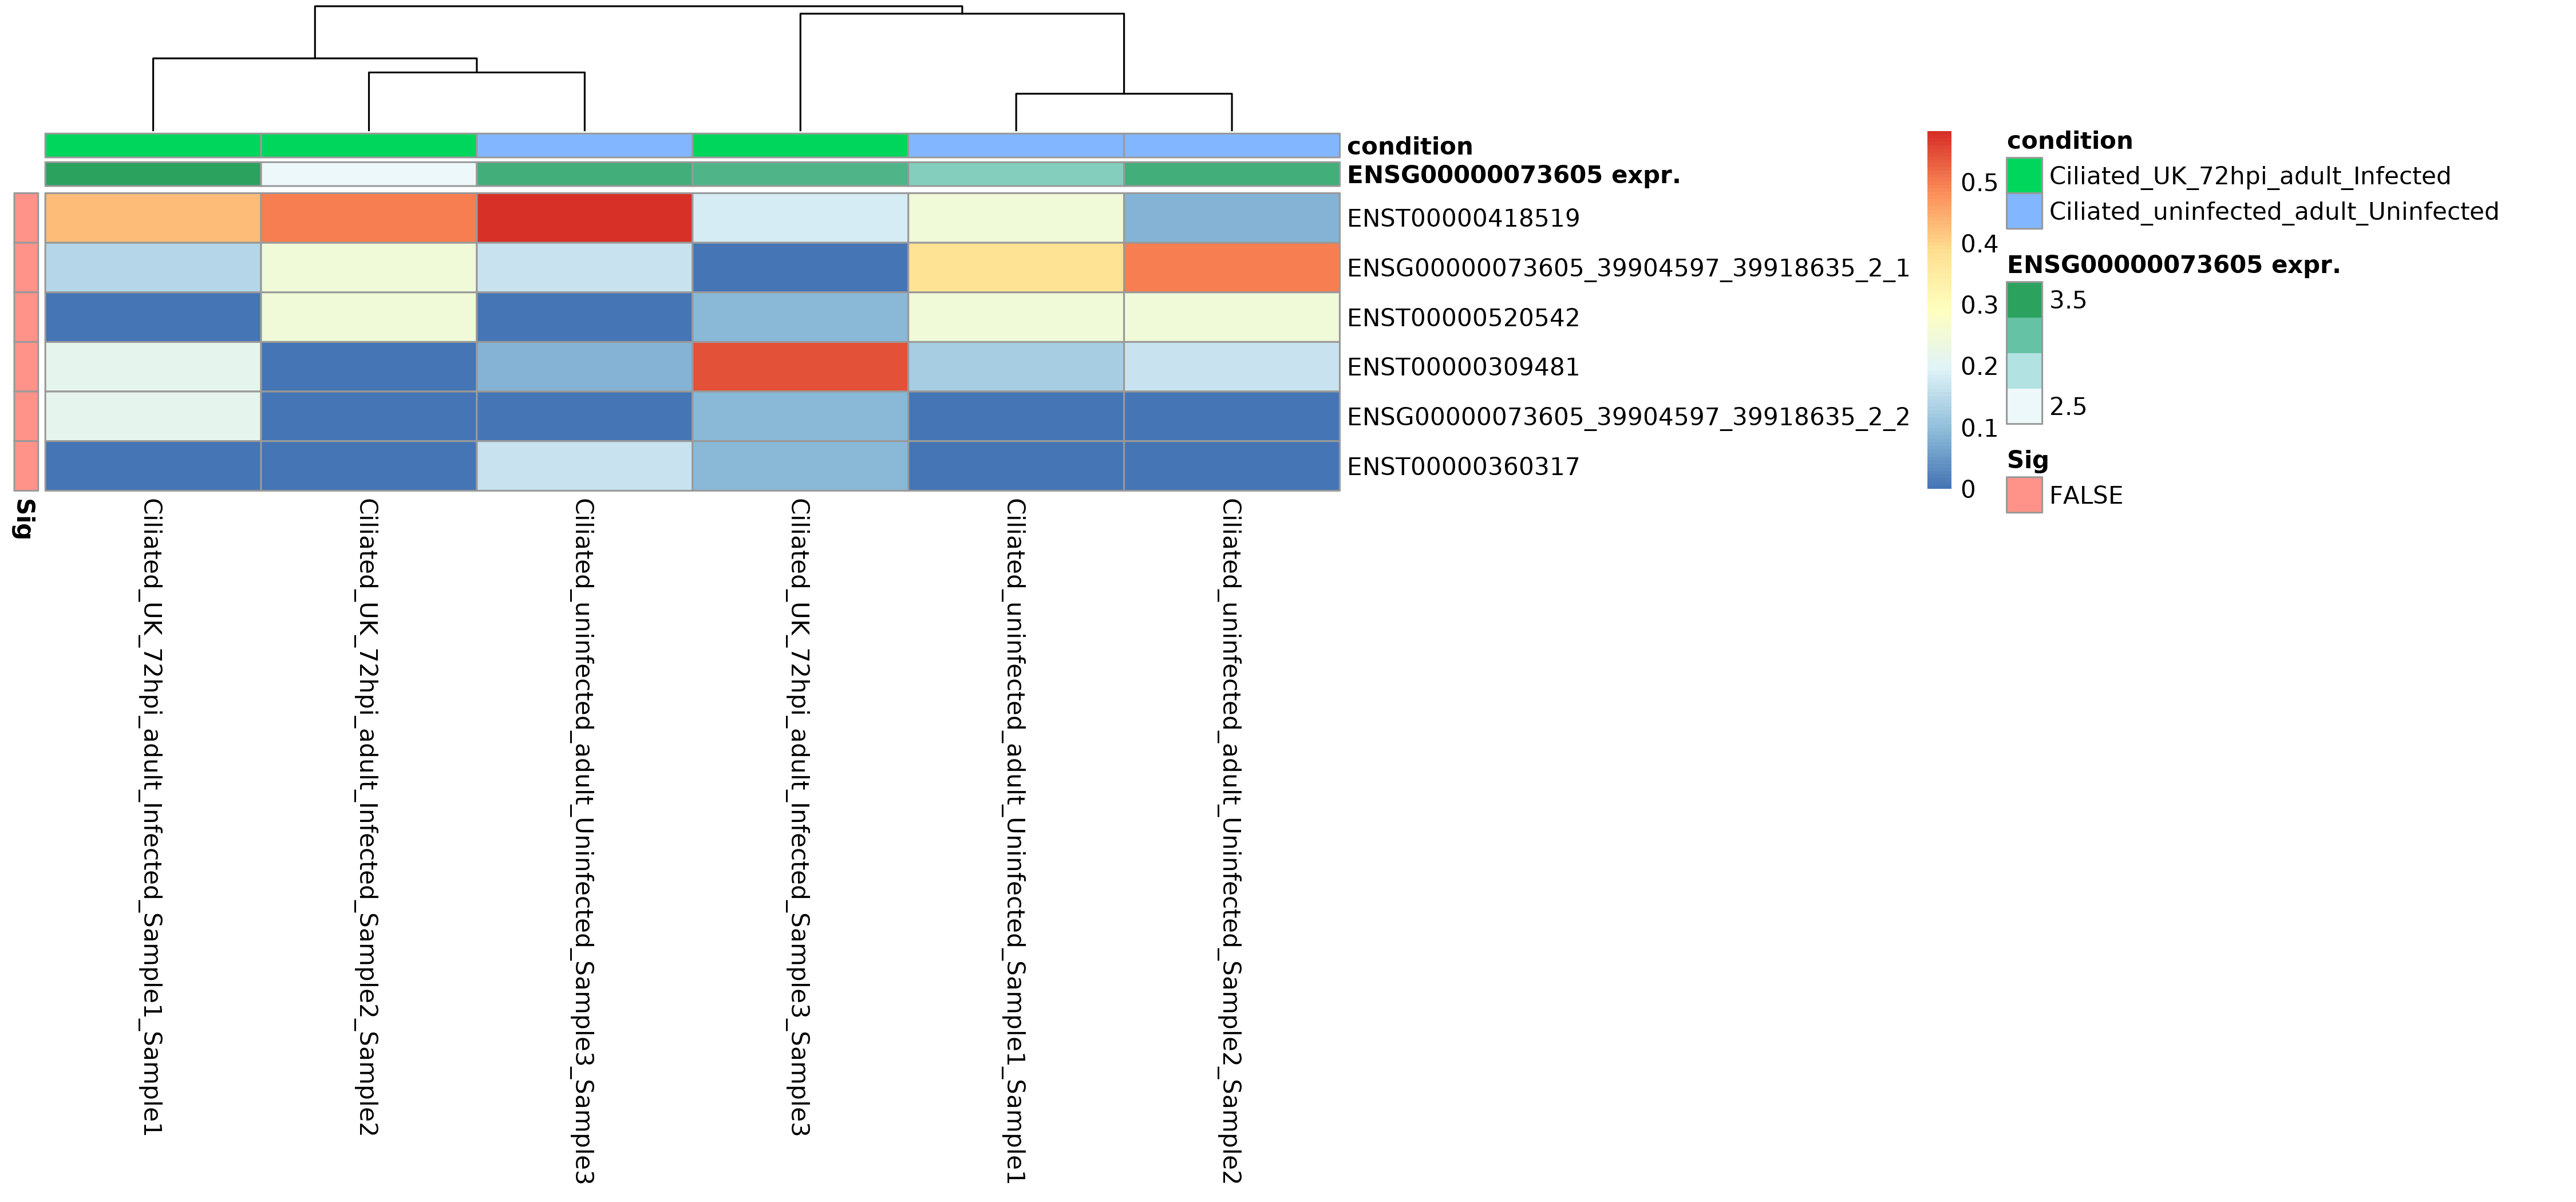 condition
ENSG00000073605 expr.
ENST00000418519
ENSG00000073605_39904597_39918635_2_1
ENST00000520542
ENST00000309481
ENSG00000073605_39904597_39918635_2_2
ENST00000360317
Sig
Ciliated_UK_72hpi_adult_Infected_Sample1_Sample1
Ciliated_UK_72hpi_adult_Infected_Sample2_Sample2
Ciliated_uninfected_adult_Uninfected_Sample3_Sample3
Ciliated_UK_72hpi_adult_Infected_Sample3_Sample3
Ciliated_uninfected_adult_Uninfected_Sample1_Sample1
Ciliated_uninfected_adult_Uninfected_Sample2_Sample2
0.5
0.4
0.3
0.2
0.1
0
condition
Ciliated_UK_72hpi_adult_Infected
Ciliated_uninfected_adult_Uninfected
ENSG00000073605 expr.
3.5
2.5
Sig
FALSE